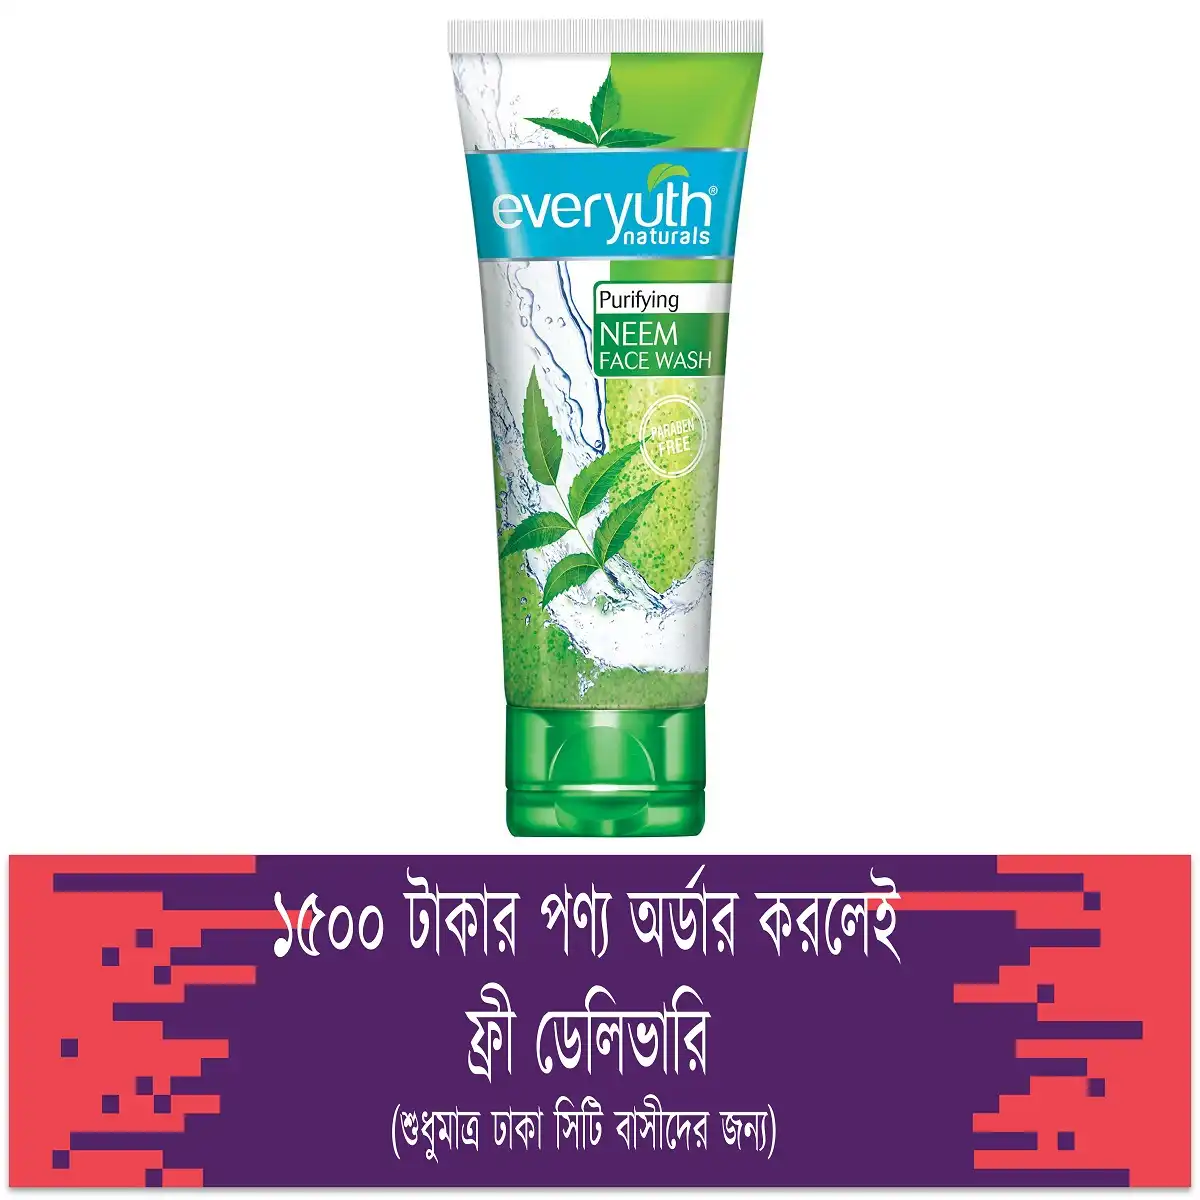 everyuth®
naturals
Purifying
NEEM
FACE WASH
PARABEN
FREE
১৫০০ টাকার পণ্য অর্ডার করলেই
ফ্রী ডেলিভারি
(শুধুমাত্র ঢাকা সিটি বাসীদের জন্য)